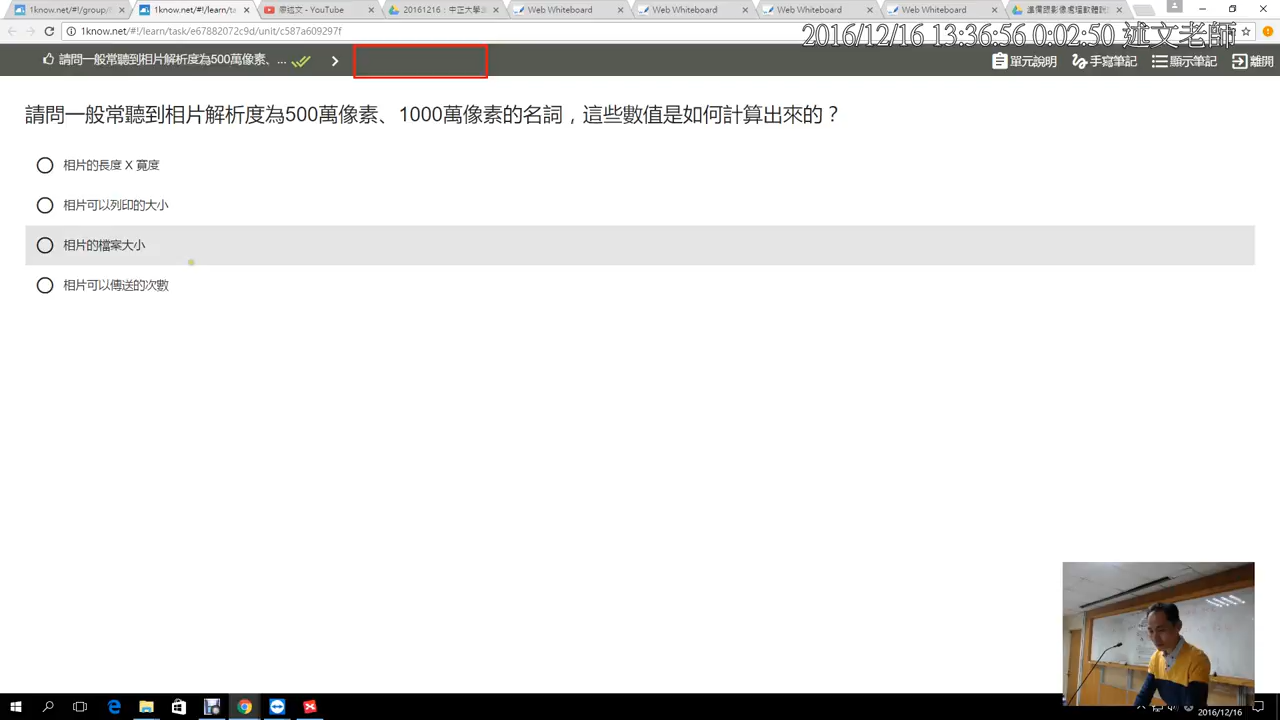 1know.net/#!/group/
1know.net/#!/learn/ta
廖述文 - YouTube
20161216：中正大學
Web Whiteboard
Web Whiteboard
Web Whiteboard
Web Whiteboard
1know.net/#!/learn/task/e67882072c9d/unit/c587a609297f
2016/12/16 13:36:56 0:02:50 述文老師
請問一般常聽到相片解析度為500萬像素、...
單元說明
手寫筆記
顯示筆記
離開
請問一般常聽到相片解析度為500萬像素、1000萬像素的名詞，這些數值是如何計算出來的？
相片的長度 X 寬度
相片可以列印的大小
相片的檔案大小
相片可以傳送的次數
2016/12/16